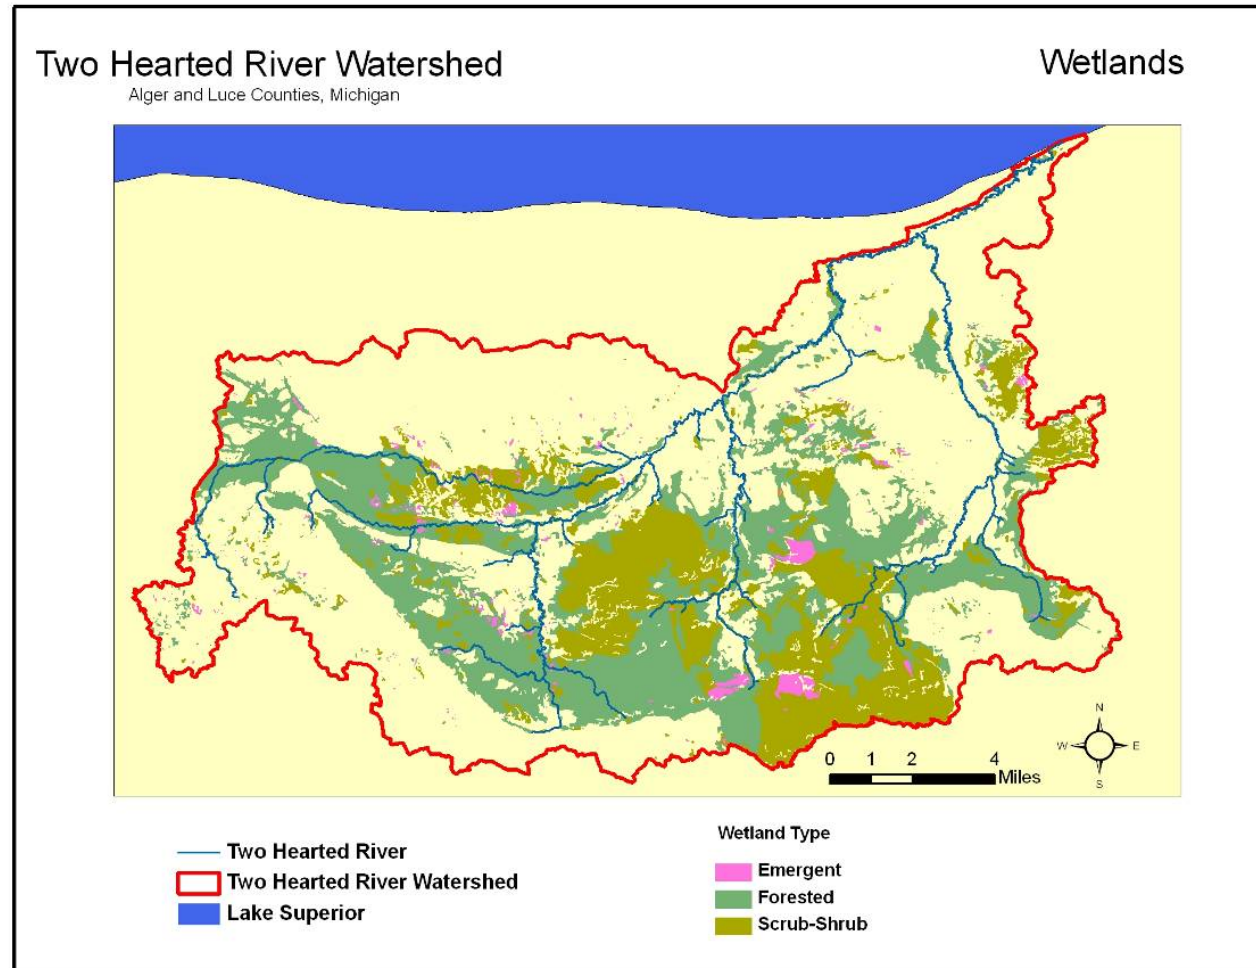 Two Hearted River Watershed
Wetlands
Alger and Luce Counties, Michigan
N
W
E
S
0 1 2 4
Miles
Two Hearted River
Two Hearted River Watershed
Lake Superior
Wetland Type
Emergent
Forested
Scrub-Shrub